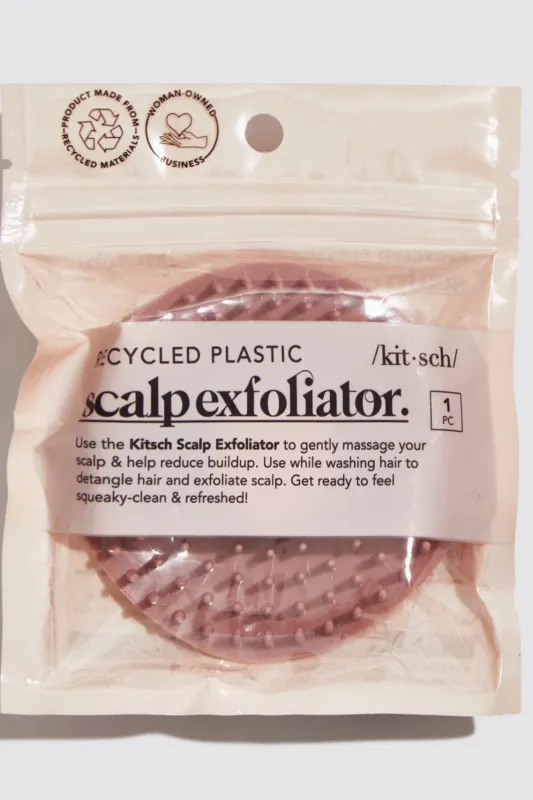 PRODUCT MADE FROM
RECYCLED MATERIALS
WOMAN-OWNED
BUSINESS
RECYCLED PLASTIC
/kit·sch/
scalp exfoliator.
1
PC
Use the Kitsch Scalp Exfoliator to gently massage your
scalp & help reduce buildup. Use while washing hair to
detangle hair and exfoliate scalp. Get ready to feel
squeaky-clean & refreshed!